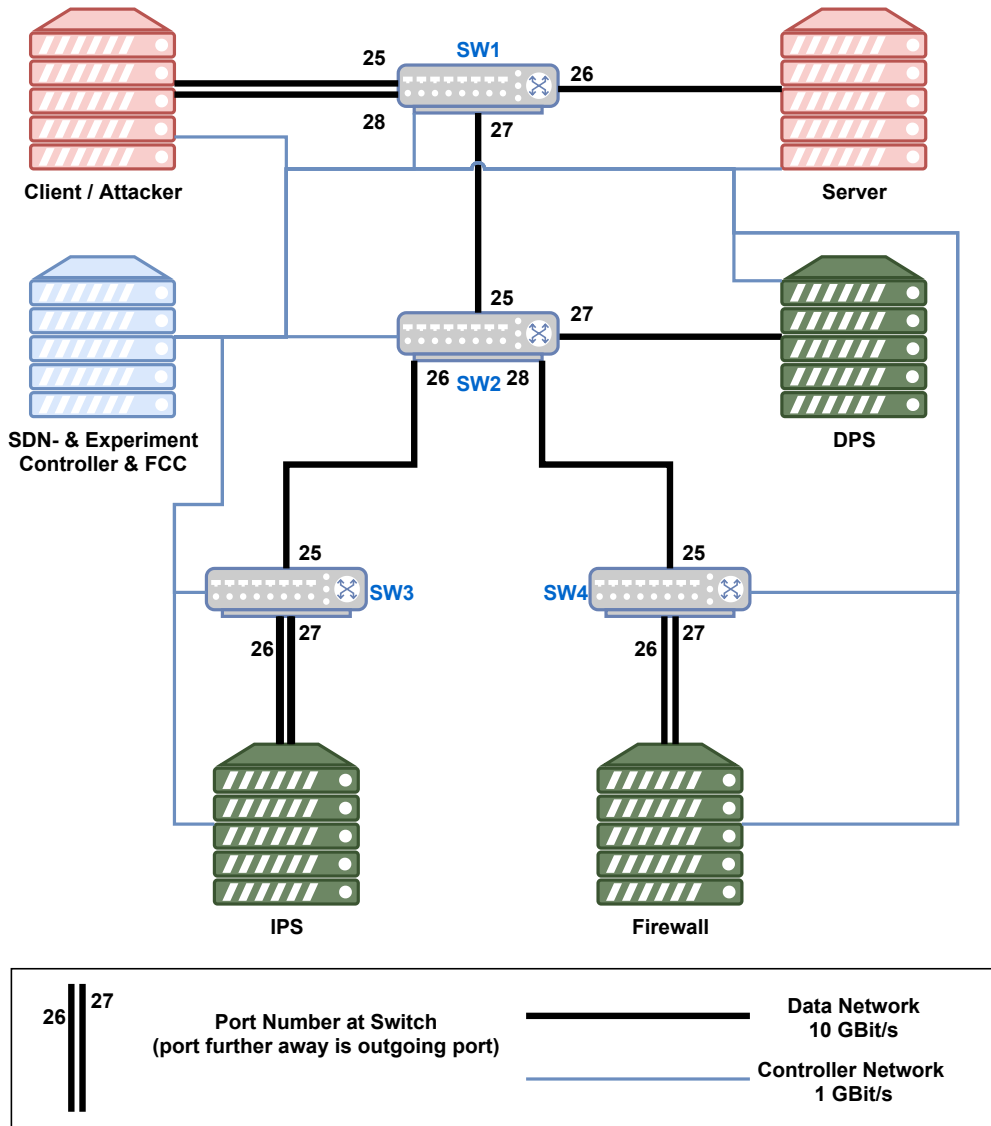 SW1
25
26
28
27
Client / Attacker
Server
25
27
26
SW2
28
SDN- & Experiment
Controller & FCC
DPS
25
25
SW3
SW4
26
27
26
27
IPS
Firewall
26
27
Port Number at Switch
(port further away is outgoing port)
Data Network
10 GBit/s
Controller Network
1 GBit/s